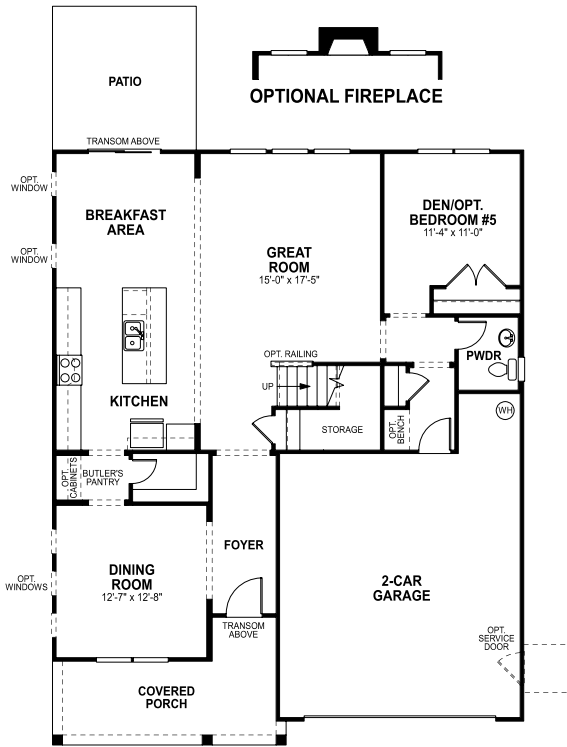 PATIO
OPTIONAL FIREPLACE
TRANSOM ABOVE
OPT.
WINDOW
BREAKFAST
AREA
DEN/OPT.
BEDROOM #5
11'-4" x 11'-0"
OPT.
WINDOW
GREAT
ROOM
15'-0" x 17'-5"
OPT. RAILING
PWDR
UP
KITCHEN
STORAGE
OPT.
BENCH
WH
OPT.
CABINETS
BUTLER'S
PANTRY
FOYER
DINING
ROOM
12'-7" x 12'-8"
OPT.
WINDOWS
2-CAR
GARAGE
TRANSOM
ABOVE
OPT.
SERVICE
DOOR
COVERED
PORCH